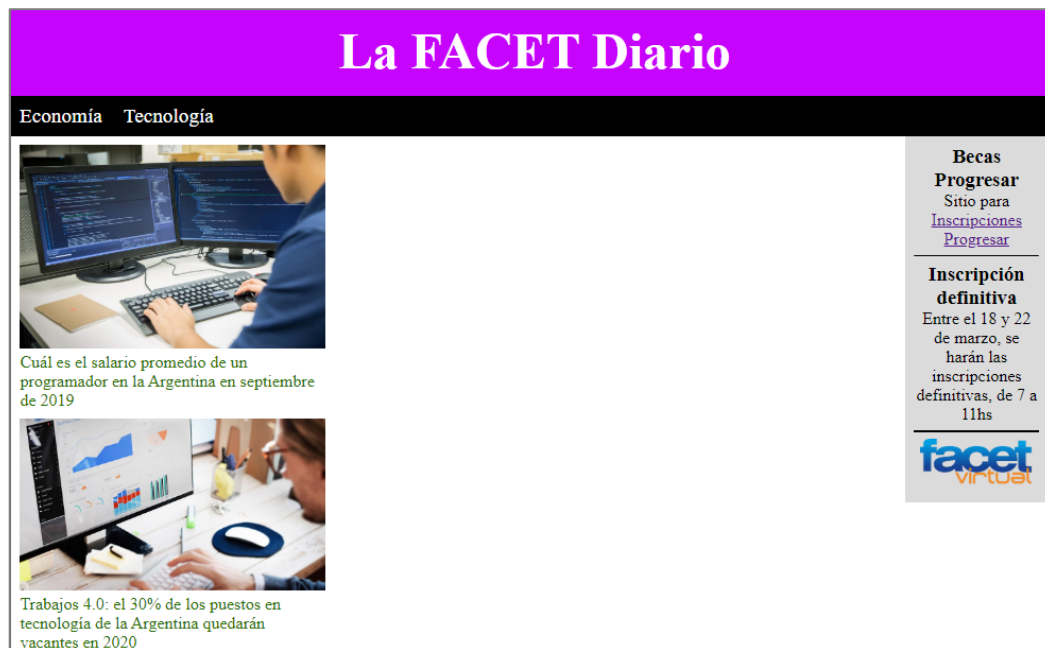 La FACET Diario
Economía Tecnología
Cuál es el salario promedio de un
programador en la Argentina en septiembre
de 2019
Trabajos 4.0: el 30% de los puestos en
tecnología de la Argentina quedarán
vacantes en 2020
Becas
Progresar
Sitio para
Inscripciones
Progresar
Inscripción
definitiva
Entre el 18 y 22
de marzo, se
harán las
inscripciones
definitivas, de 7 a
11hs
facet
virtual